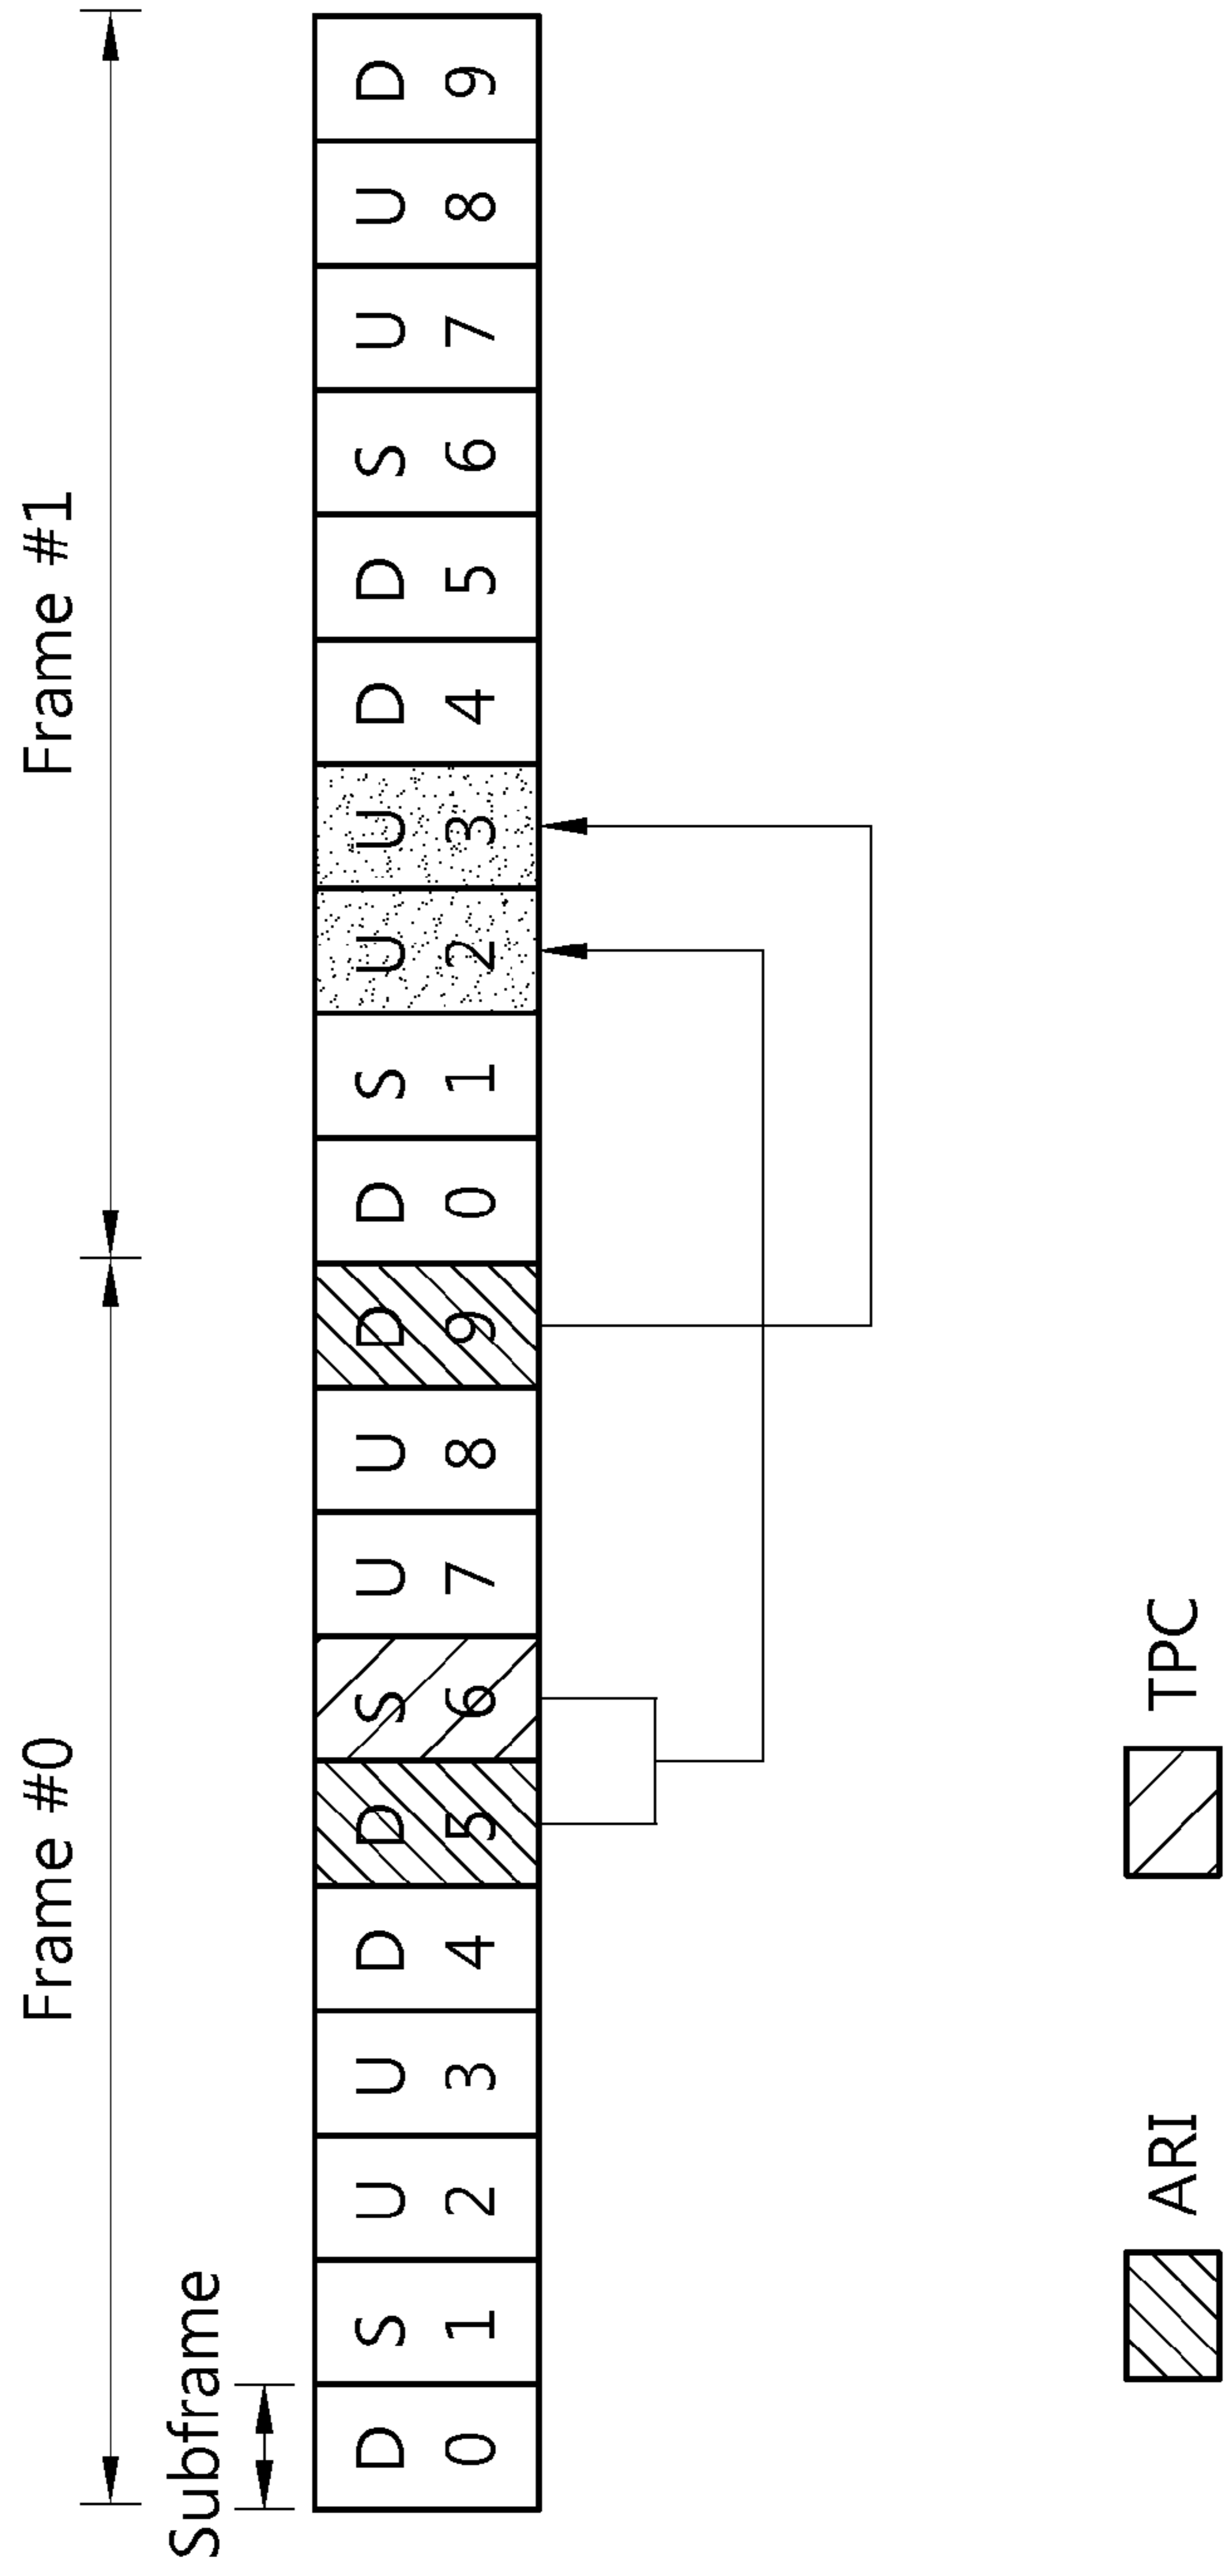 Frame #0 Frame #1
Subframe
D S U U D D S U U D D S U U D D S U U D
0 1 2 3 4 5 6 7 8 9 0 1 2 3 4 5 6 7 8 9
ARI TPC